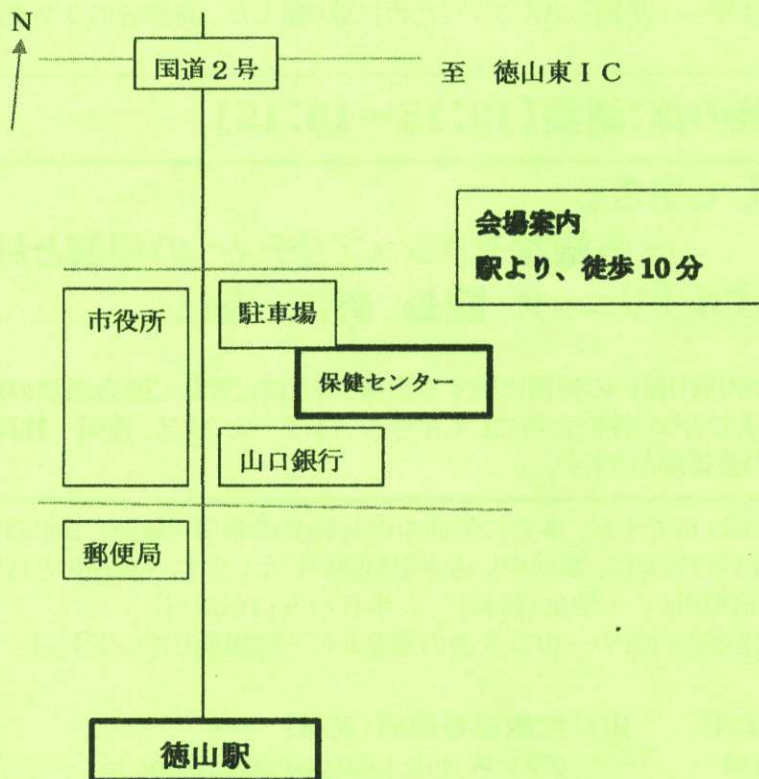 N
国道2号
至 徳山東IC
会場案内
駅より、徒歩10分
市役所
駐車場
保健センター
山口銀行
郵便局
徳山駅